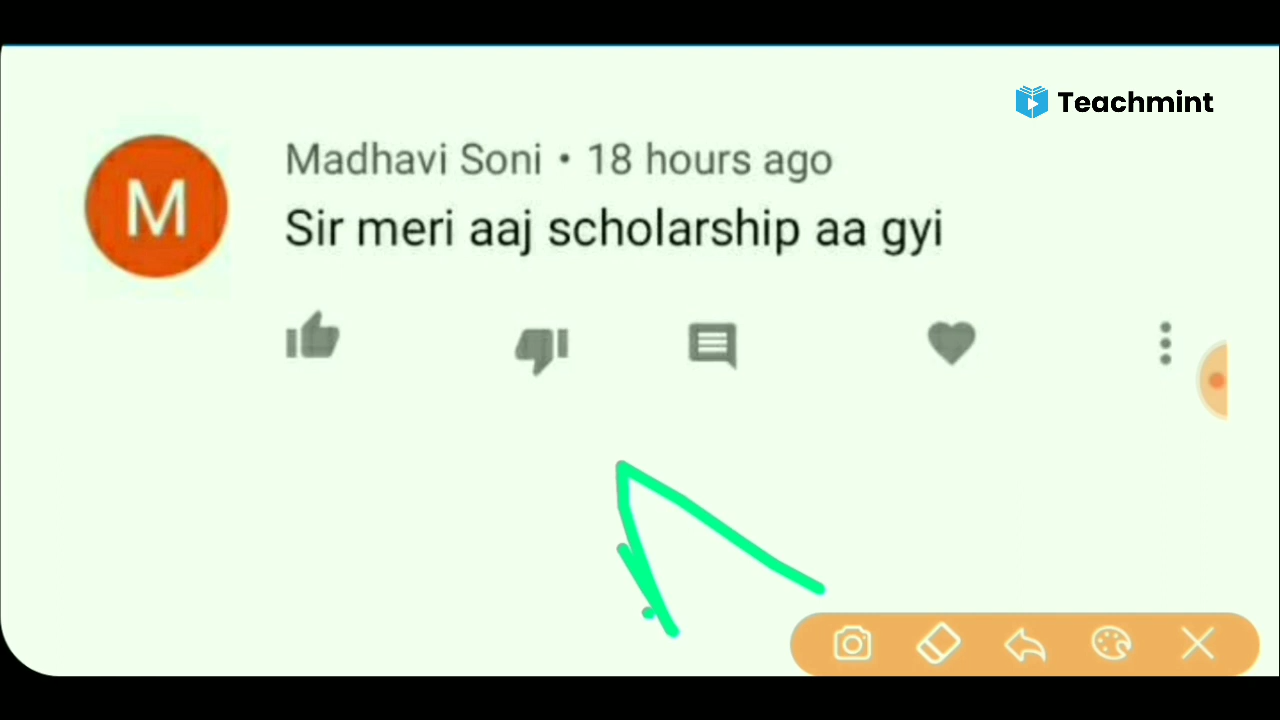 Teachmint
M
Madhavi Soni • 18 hours ago
Sir meri aaj scholarship aa gyi